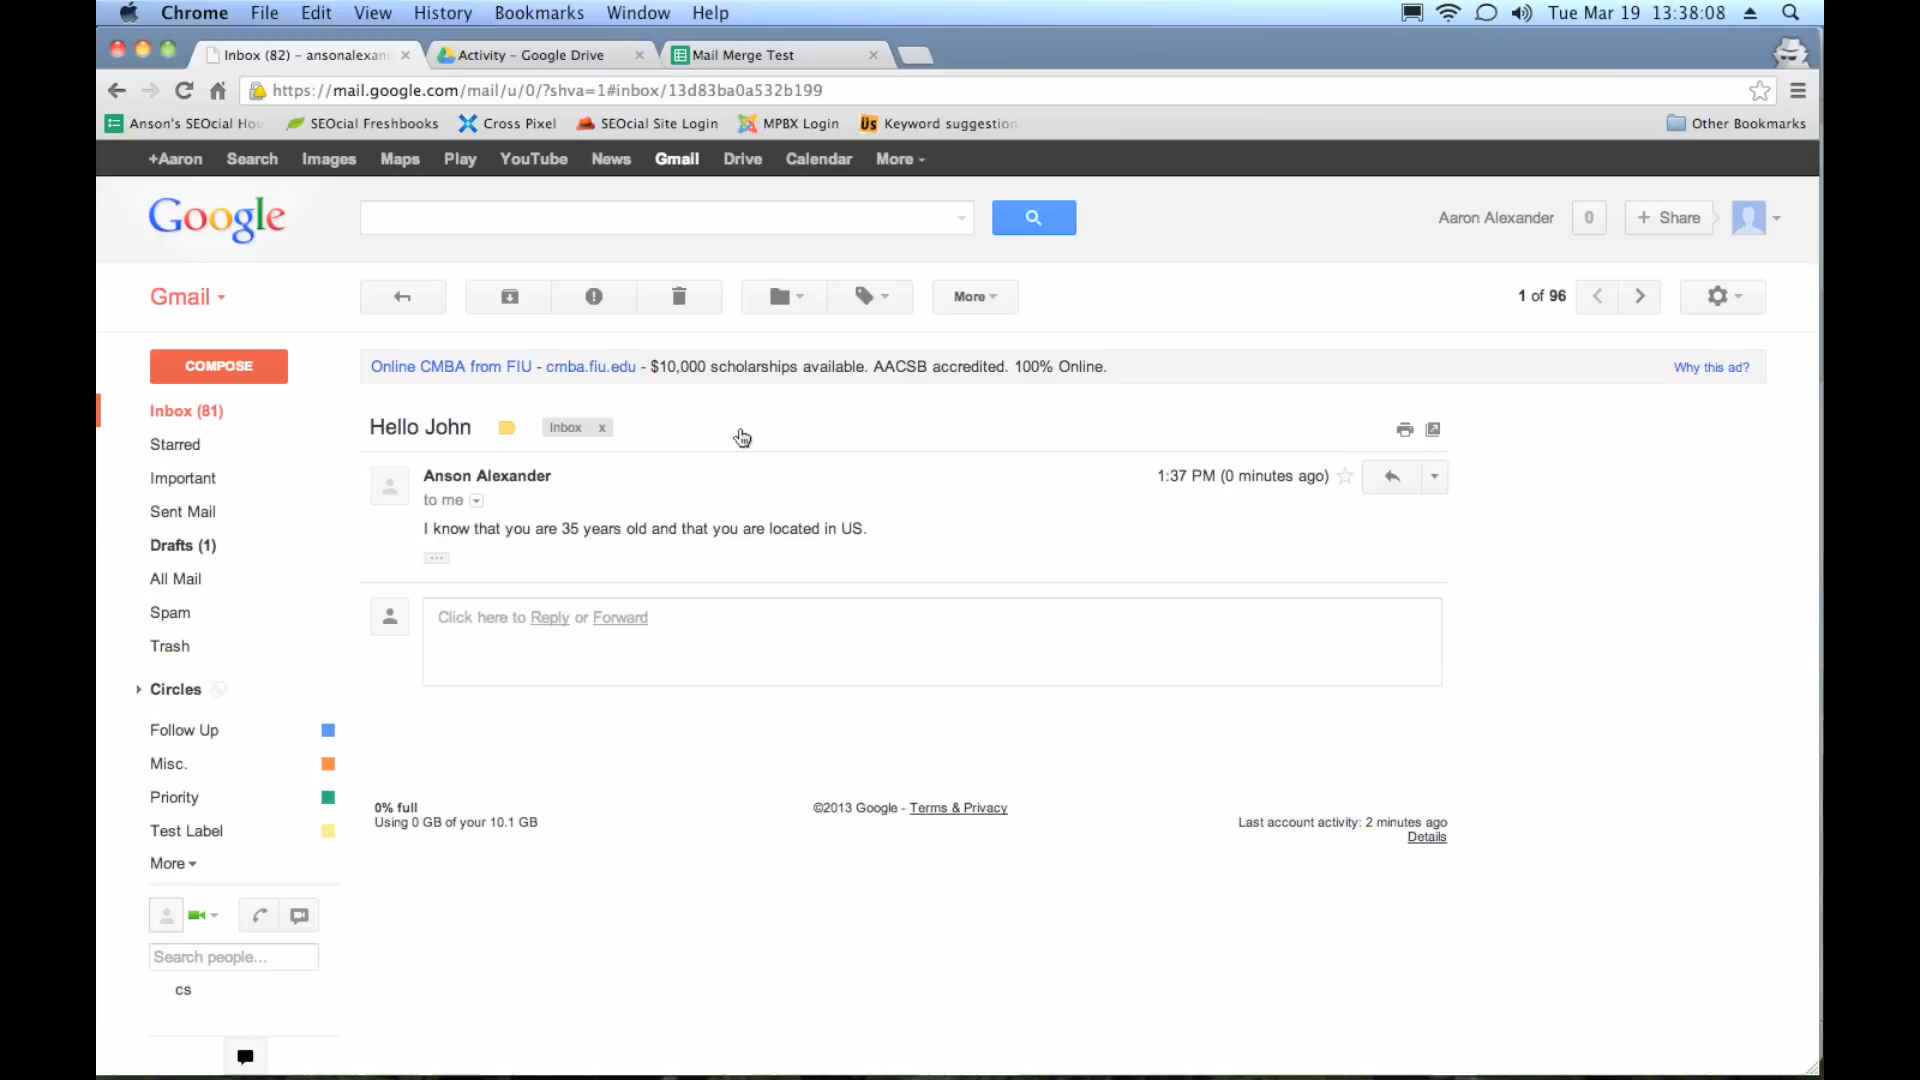 Chrome File Edit View History Bookmarks Window Help Tue Mar 19 13:38:08
Inbox (82) – ansonalexan Activity – Google Drive Mail Merge Test
https://mail.google.com/mail/u/0/?shva=1#inbox/13d83ba0a532b199
Anson's SEOcial Hou SEOcial Freshbooks Cross Pixel SEOcial Site Login MPBX Login Üs Keyword suggestion Other Bookmarks
+Aaron Search Images Maps Play YouTube News Gmail Drive Calendar More
Google Aaron Alexander 0 + Share
Gmail More 1 of 96
COMPOSE
Online CMBA from FIU - cmba.fiu.edu - $10,000 scholarships available. AACSB accredited. 100% Online. Why this ad?
Inbox (81)
Starred
Important
Sent Mail
Drafts (1)
All Mail
Spam
Trash
Circles
Follow Up
Misc.
Priority
Test Label
More
Search people...
cs
Hello John Inbox x
Anson Alexander 1:37 PM (0 minutes ago)
to me
I know that you are 35 years old and that you are located in US.
...
Click here to Reply or Forward
0% full
Using 0 GB of your 10.1 GB
©2013 Google - Terms & Privacy
Last account activity: 2 minutes ago
Details